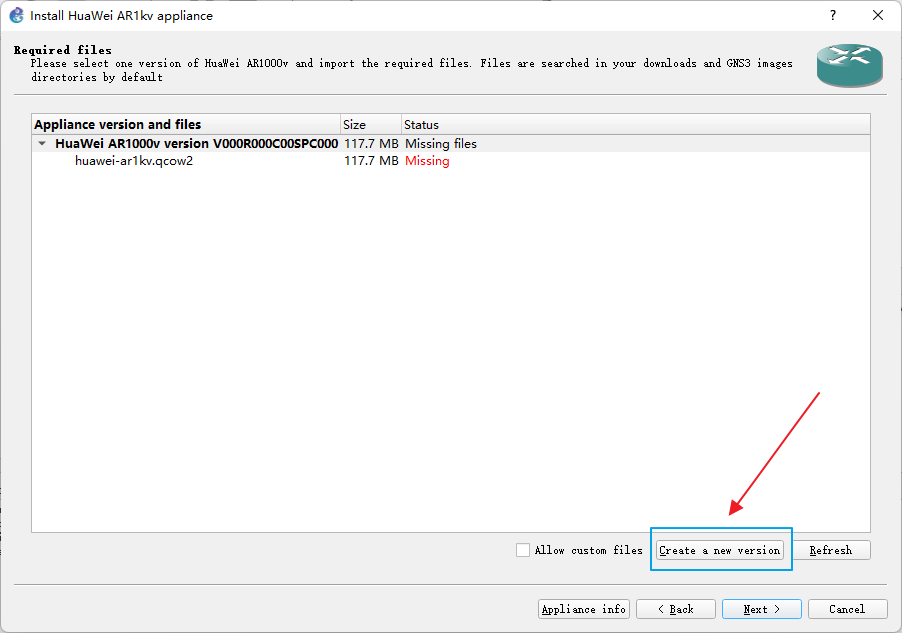 Install HuaWei AR1kv appliance
?
Required files
Please select one version of HuaWei AR1000v and import the required files. Files are searched in your downloads and GNS3 images
directories by default
Appliance version and files Size Status
HuaWei AR1000v version V000R000C00SPC000 117.7 MB Missing files
huawei-ar1kv.qcow2 117.7 MB Missing
Allow custom files Create a new version Refresh
Appliance info < Back Next > Cancel